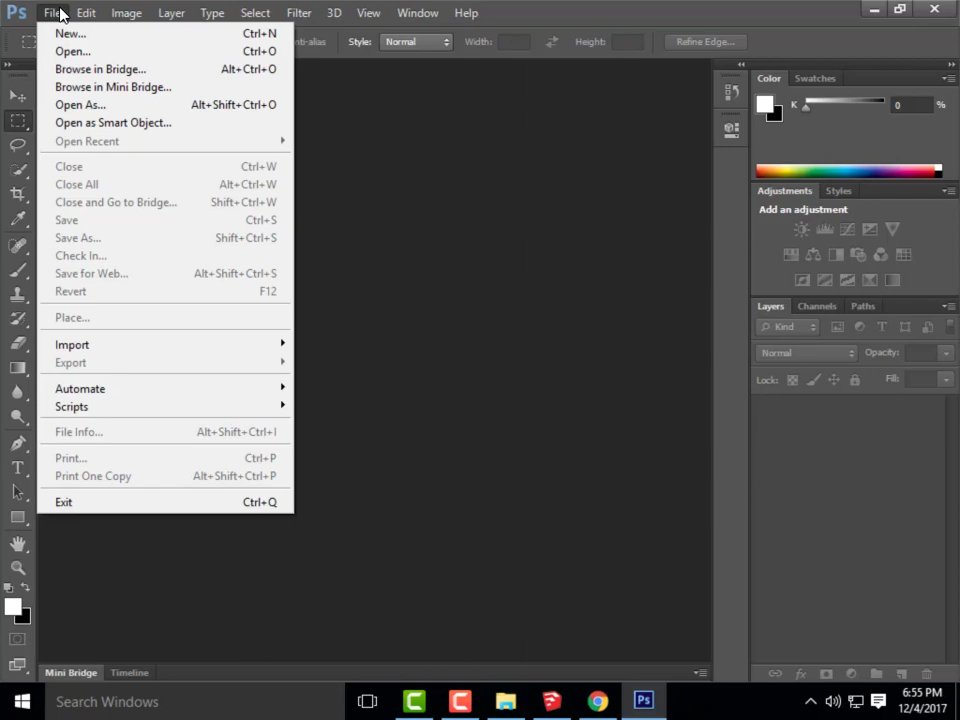 Ps File Edit Image Layer Type Select Filter 3D View Window Help
nti-alias Style: Normal Width: Height: Refine Edge...
New... Ctrl+N
Open... Ctrl+O
Browse in Bridge... Alt+Ctrl+O
Browse in Mini Bridge...
Open As... Alt+Shift+Ctrl+O
Open as Smart Object...
Open Recent
Close Ctrl+W
Close All Alt+Ctrl+W
Close and Go to Bridge... Shift+Ctrl+W
Save Ctrl+S
Save As... Shift+Ctrl+S
Check In...
Save for Web... Alt+Shift+Ctrl+S
Revert F12
Place...
Import
Export
Automate
Scripts
File Info... Alt+Shift+Ctrl+I
Print... Ctrl+P
Print One Copy Alt+Shift+Ctrl+P
Exit Ctrl+Q
Color Swatches
K 0 %
Adjustments Styles
Add an adjustment
Layers Channels Paths
Kind
Normal Opacity:
Lock: Fill:
Mini Bridge Timeline
Search Windows
Ps
6:55 PM
12/4/2017